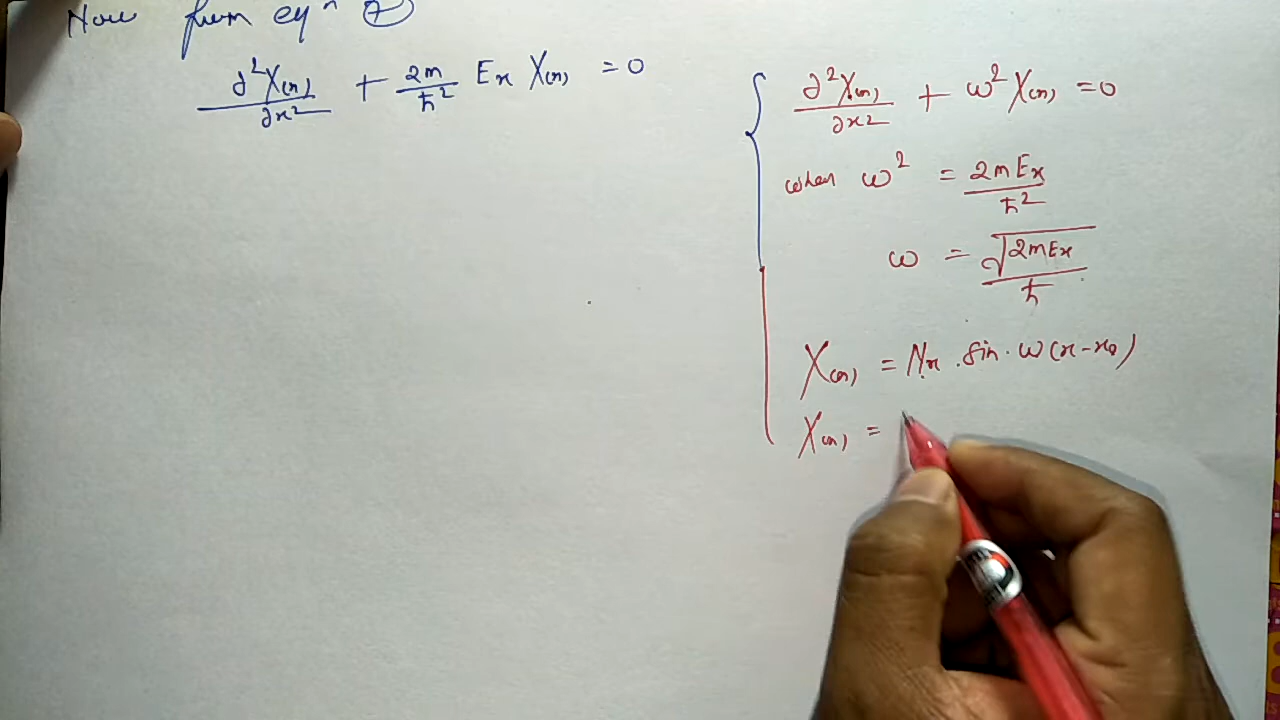 Now from eqⁿ ⑦
∂²X(x)/∂x² + 2m/ħ² Ex X(x) = 0
∂²X(x)/∂x² + ω² X(x) = 0
when ω² = 2mEx/ħ²
ω = √2mEx/ħ
X(x) = Nx . sin . ω(x-x₀)
X(x) =